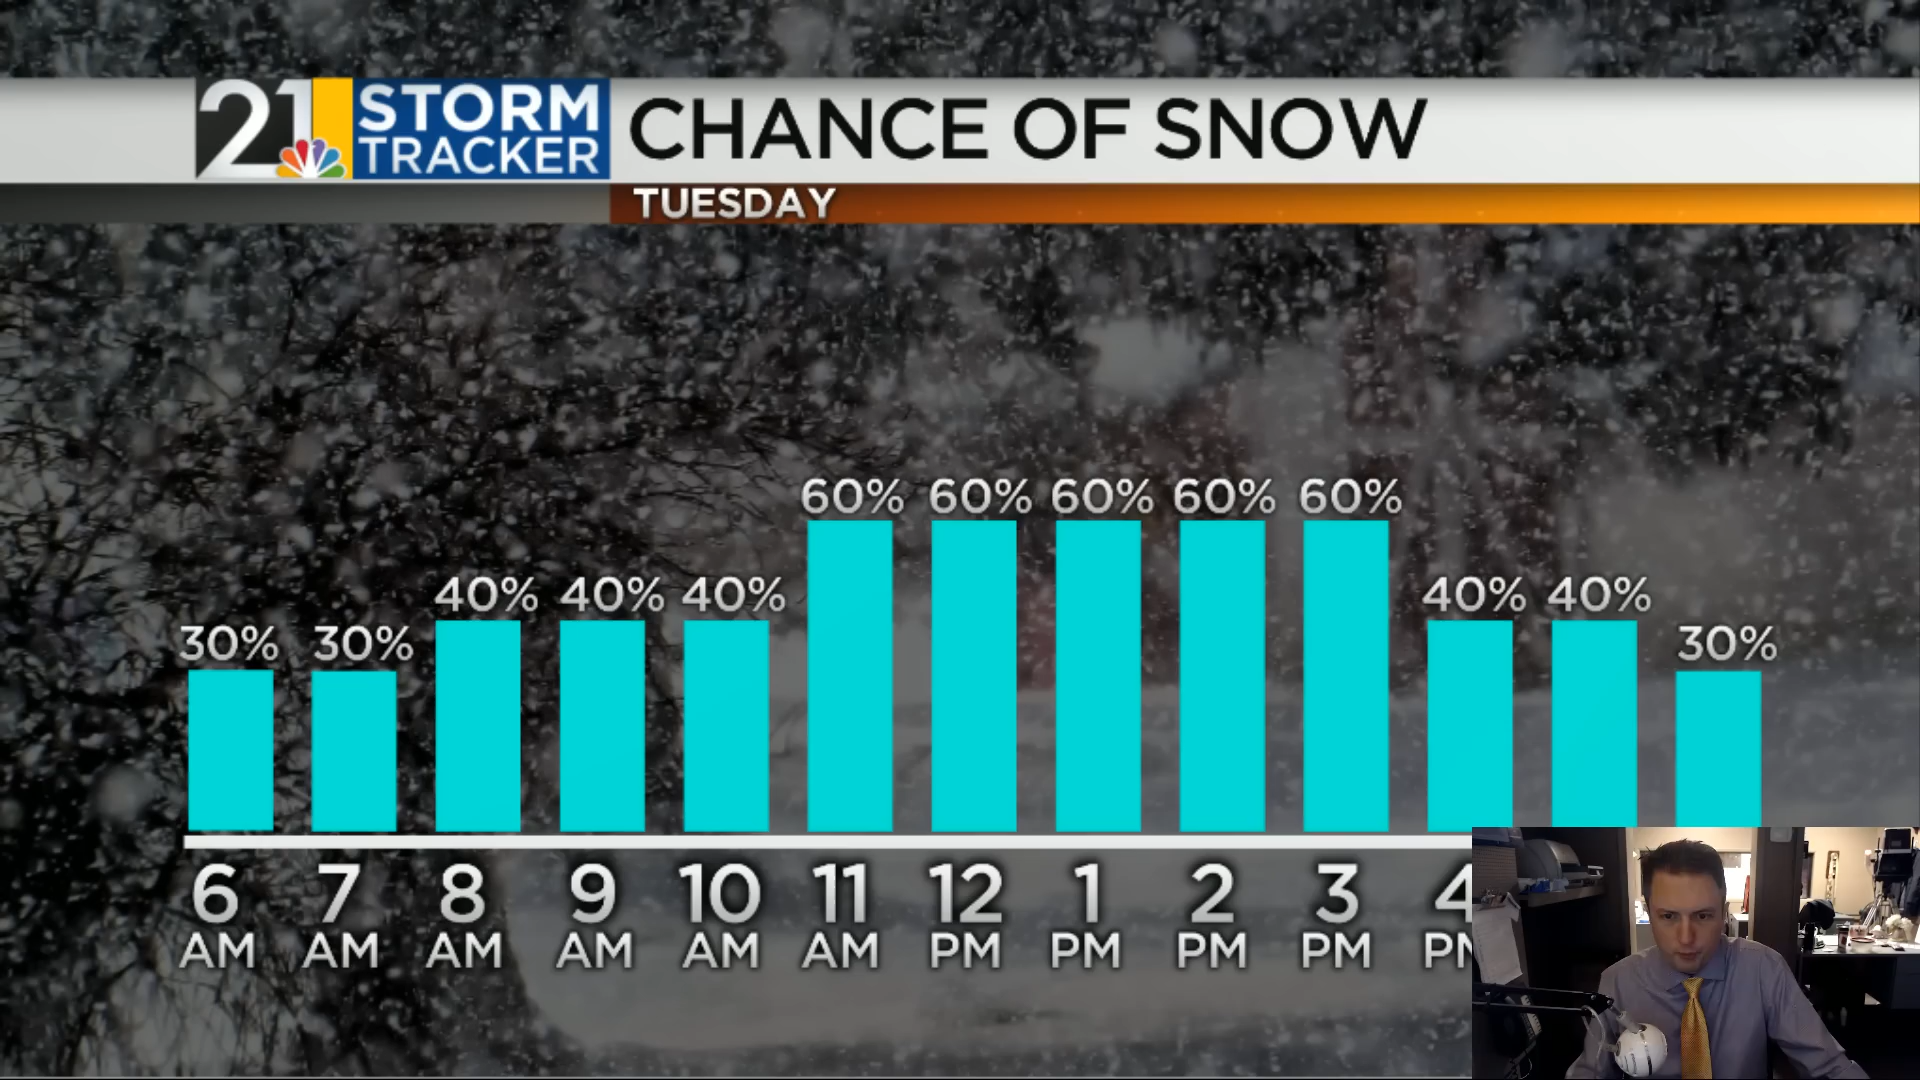 21 STORM TRACKER
CHANCE OF SNOW
TUESDAY
60% 60% 60% 60% 60%
40% 40% 40% 40% 40%
30% 30% 30%
6 7 8 9 10 11 12 1 2 3 4
AM AM AM AM AM AM PM PM PM PM